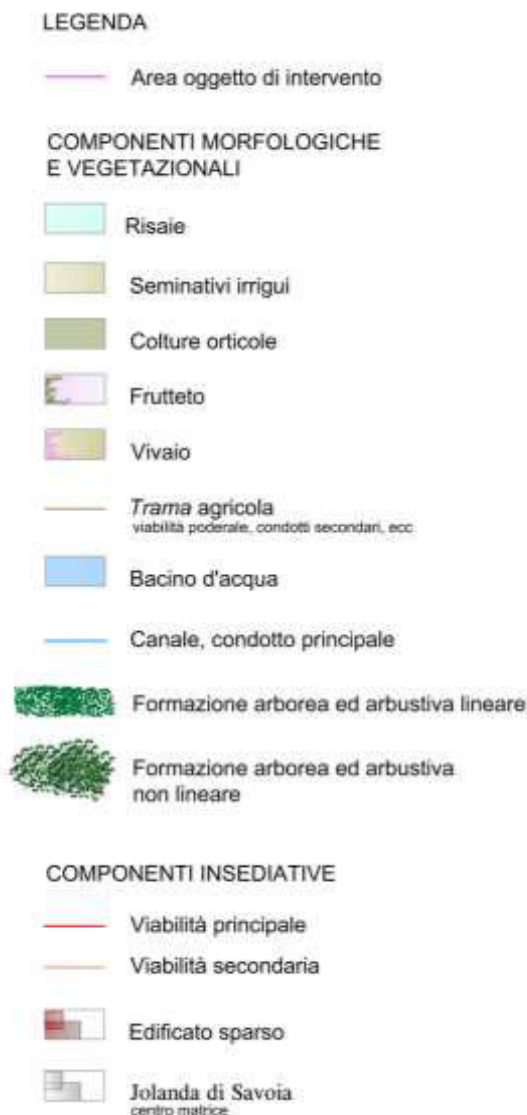 LEGENDA
Area oggetto di intervento
COMPONENTI MORFOLOGICHE
E VEGETAZIONALI
Risaie
Seminativi irrigui
Colture orticole
Frutteto
Vivaio
Trama agricola
viabilità poderale, condotti secondari, ecc
Bacino d'acqua
Canale, condotto principale
Formazione arborea ed arbustiva lineare
Formazione arborea ed arbustiva
non lineare
COMPONENTI INSEDIATIVE
Viabilità principale
Viabilità secondaria
Edificato sparso
Jolanda di Savoia
centro matrice